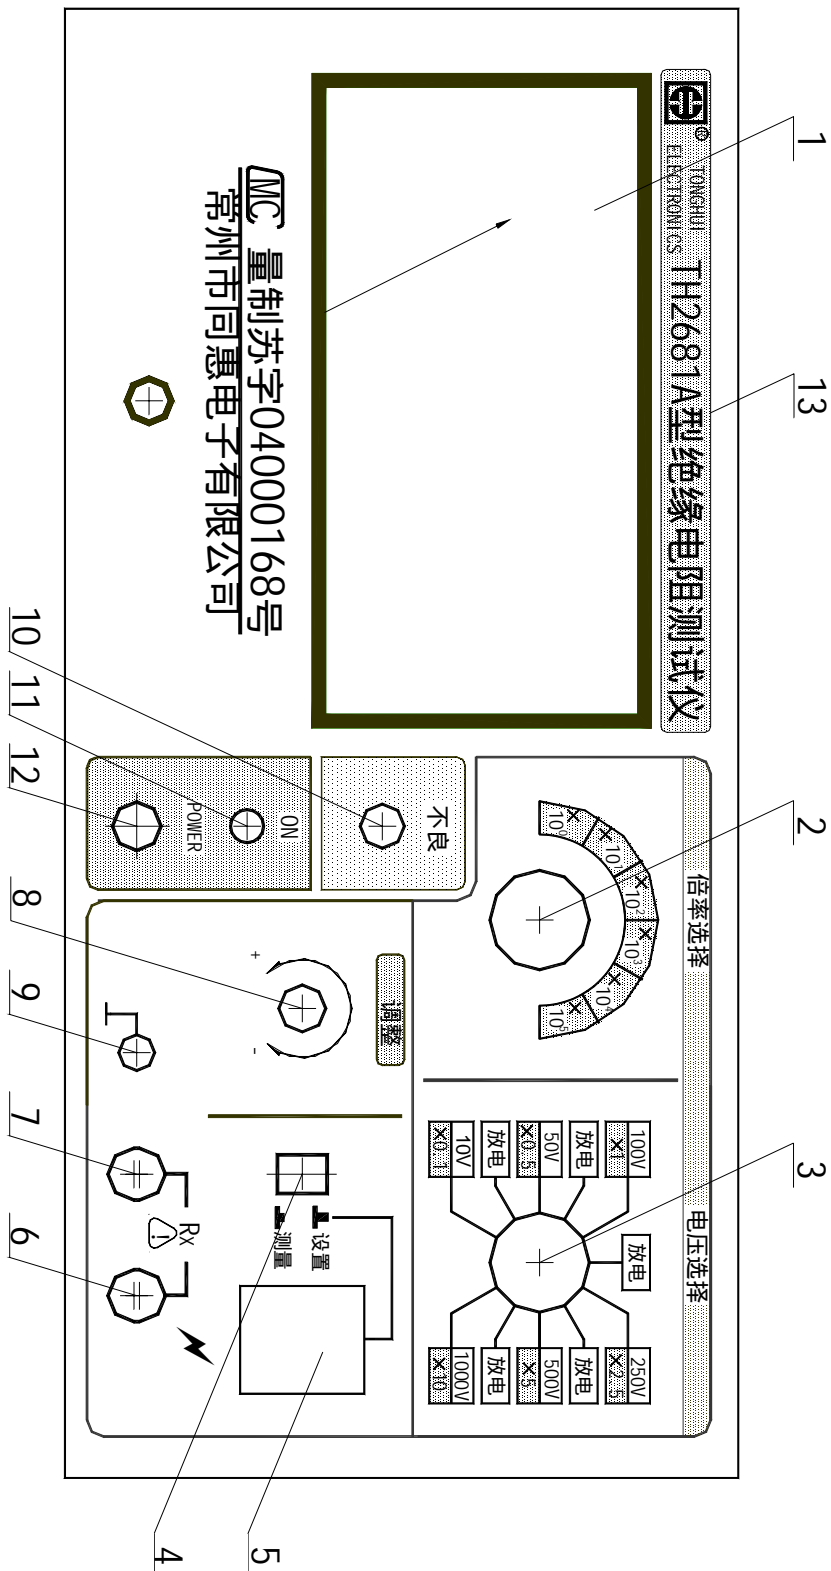 TONGHUI
ELECTRONICS
®
TH2681A型绝缘电阻测试仪
MC 量制苏字04000168号
常州市同惠电子有限公司
倍率选择
×10⁰
×10¹
×10²
×10³
×10⁴
×10⁵
电压选择
放电
100V
×1
放电
50V
×0.5
放电
10V
×0.1
250V
×2.5
放电
500V
×5
放电
1000V
×10
不良
ON
POWER
调整
+
-
设置
测量
Rx
!
1
2
3
4
5
6
7
8
9
10
11
12
13